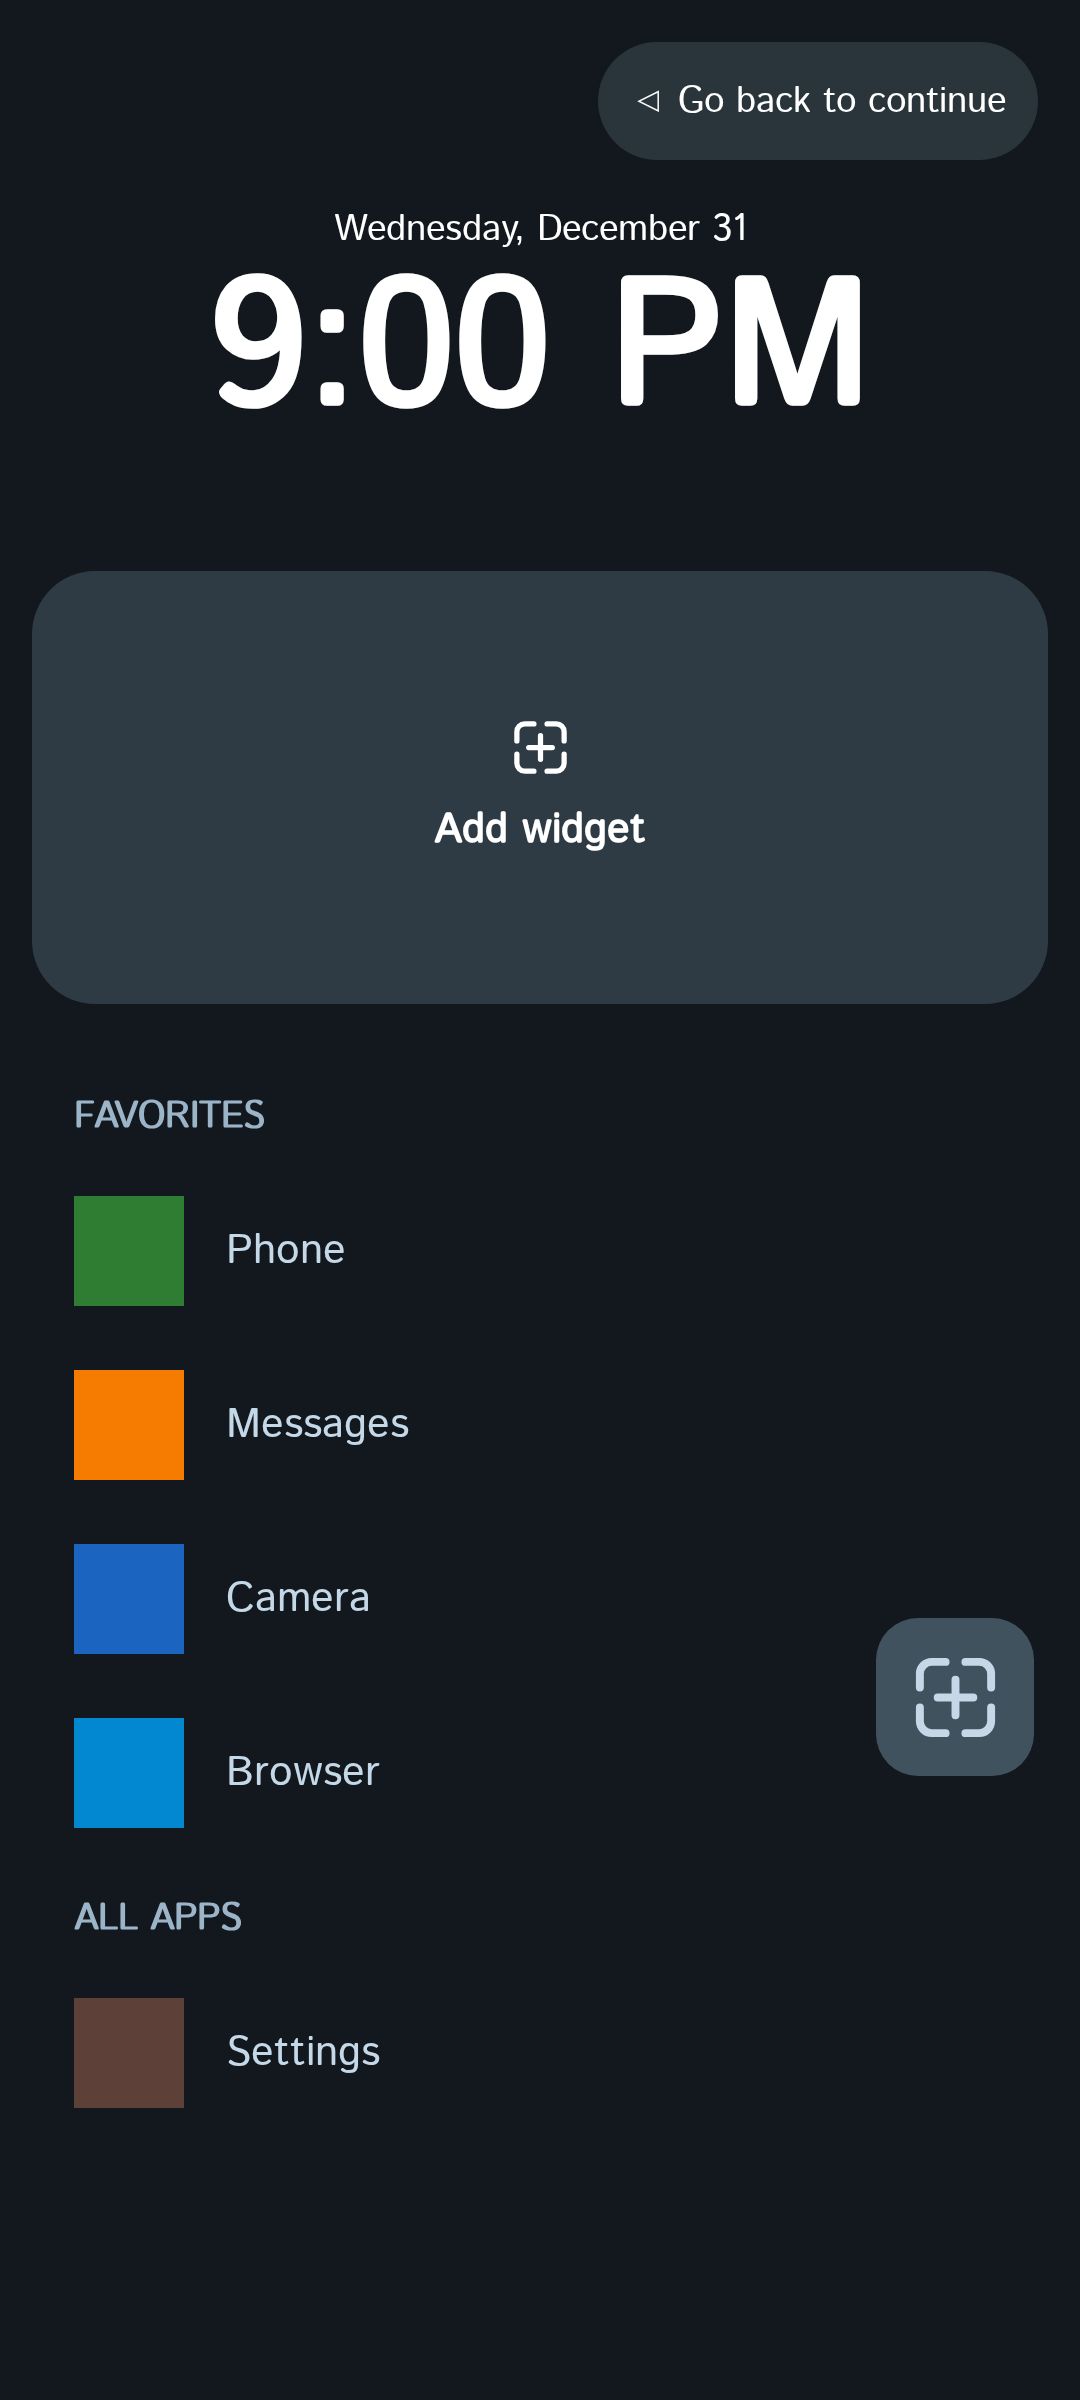 Go back to continue
Wednesday, December 31
9:00 PM
Add widget
FAVORITES
Phone
Messages
Camera
Browser
ALL APPS
Settings